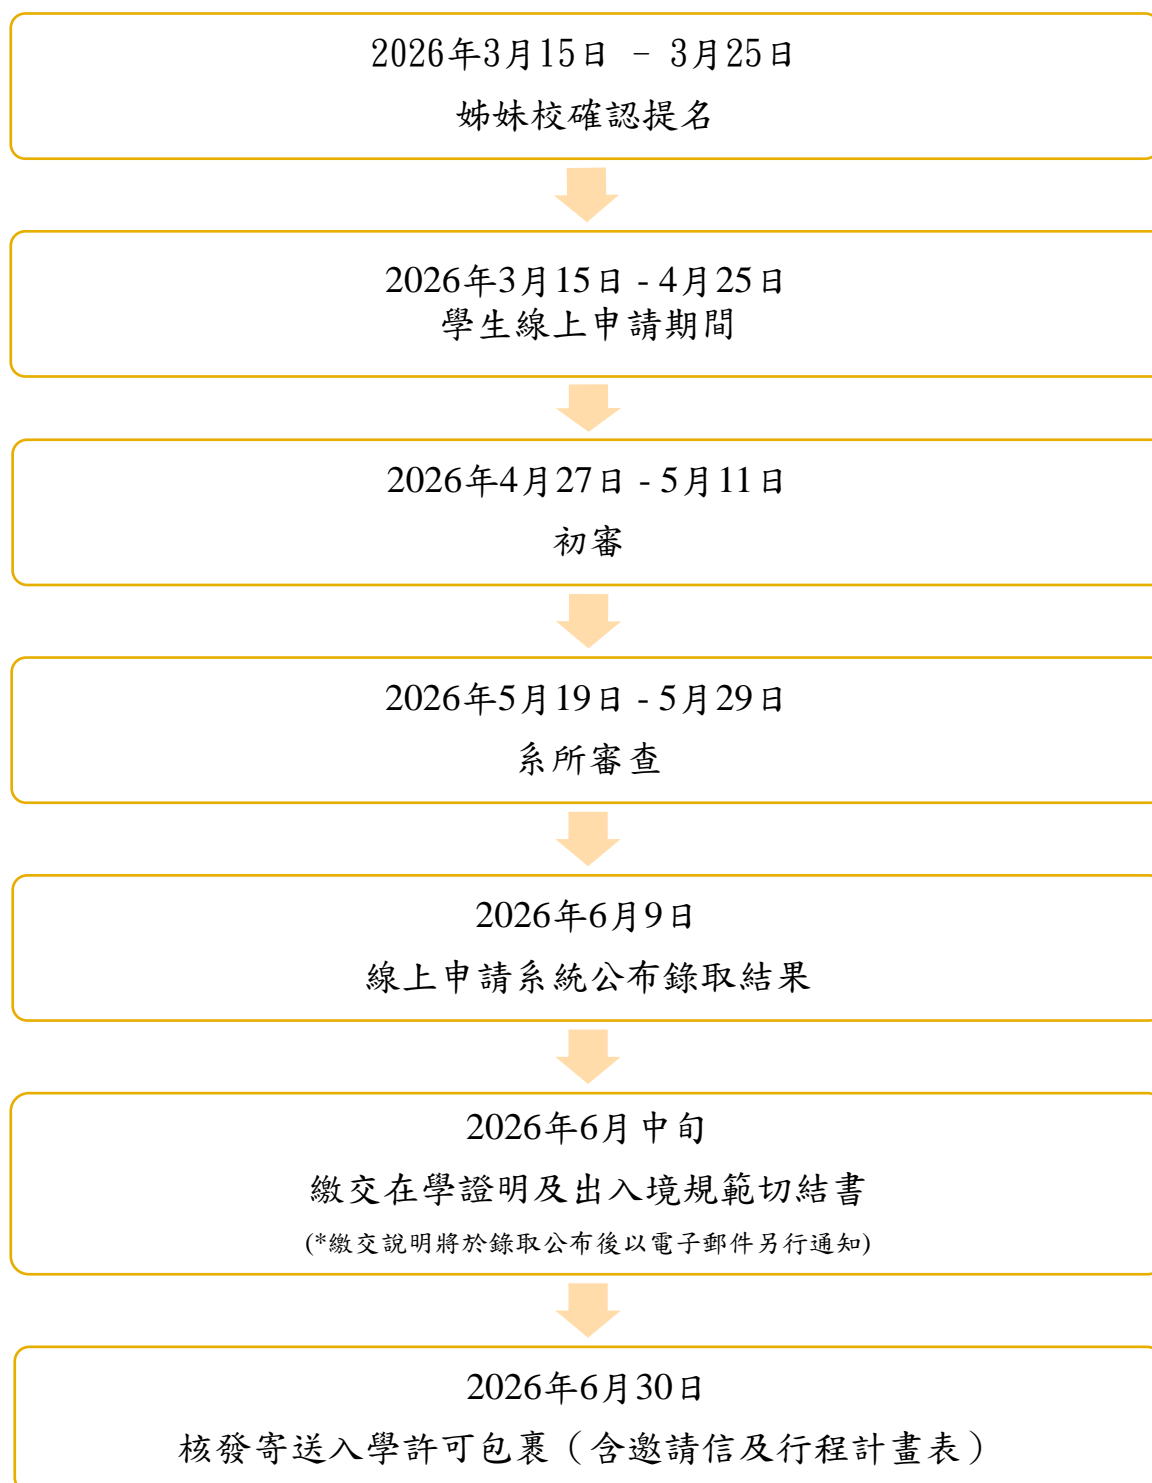 2026年3月15日 - 3月25日
姊妹校確認提名
2026年3月15日 - 4月25日
學生線上申請期間
2026年4月27日 - 5月11日
初審
2026年5月19日 - 5月29日
系所審查
2026年6月9日
線上申請系統公布錄取結果
2026年6月中旬
繳交在學證明及出入境規範切結書
(*繳交說明將於錄取公布後以電子郵件另行通知)
2026年6月30日
核發寄送入學許可包裹（含邀請信及行程計畫表）